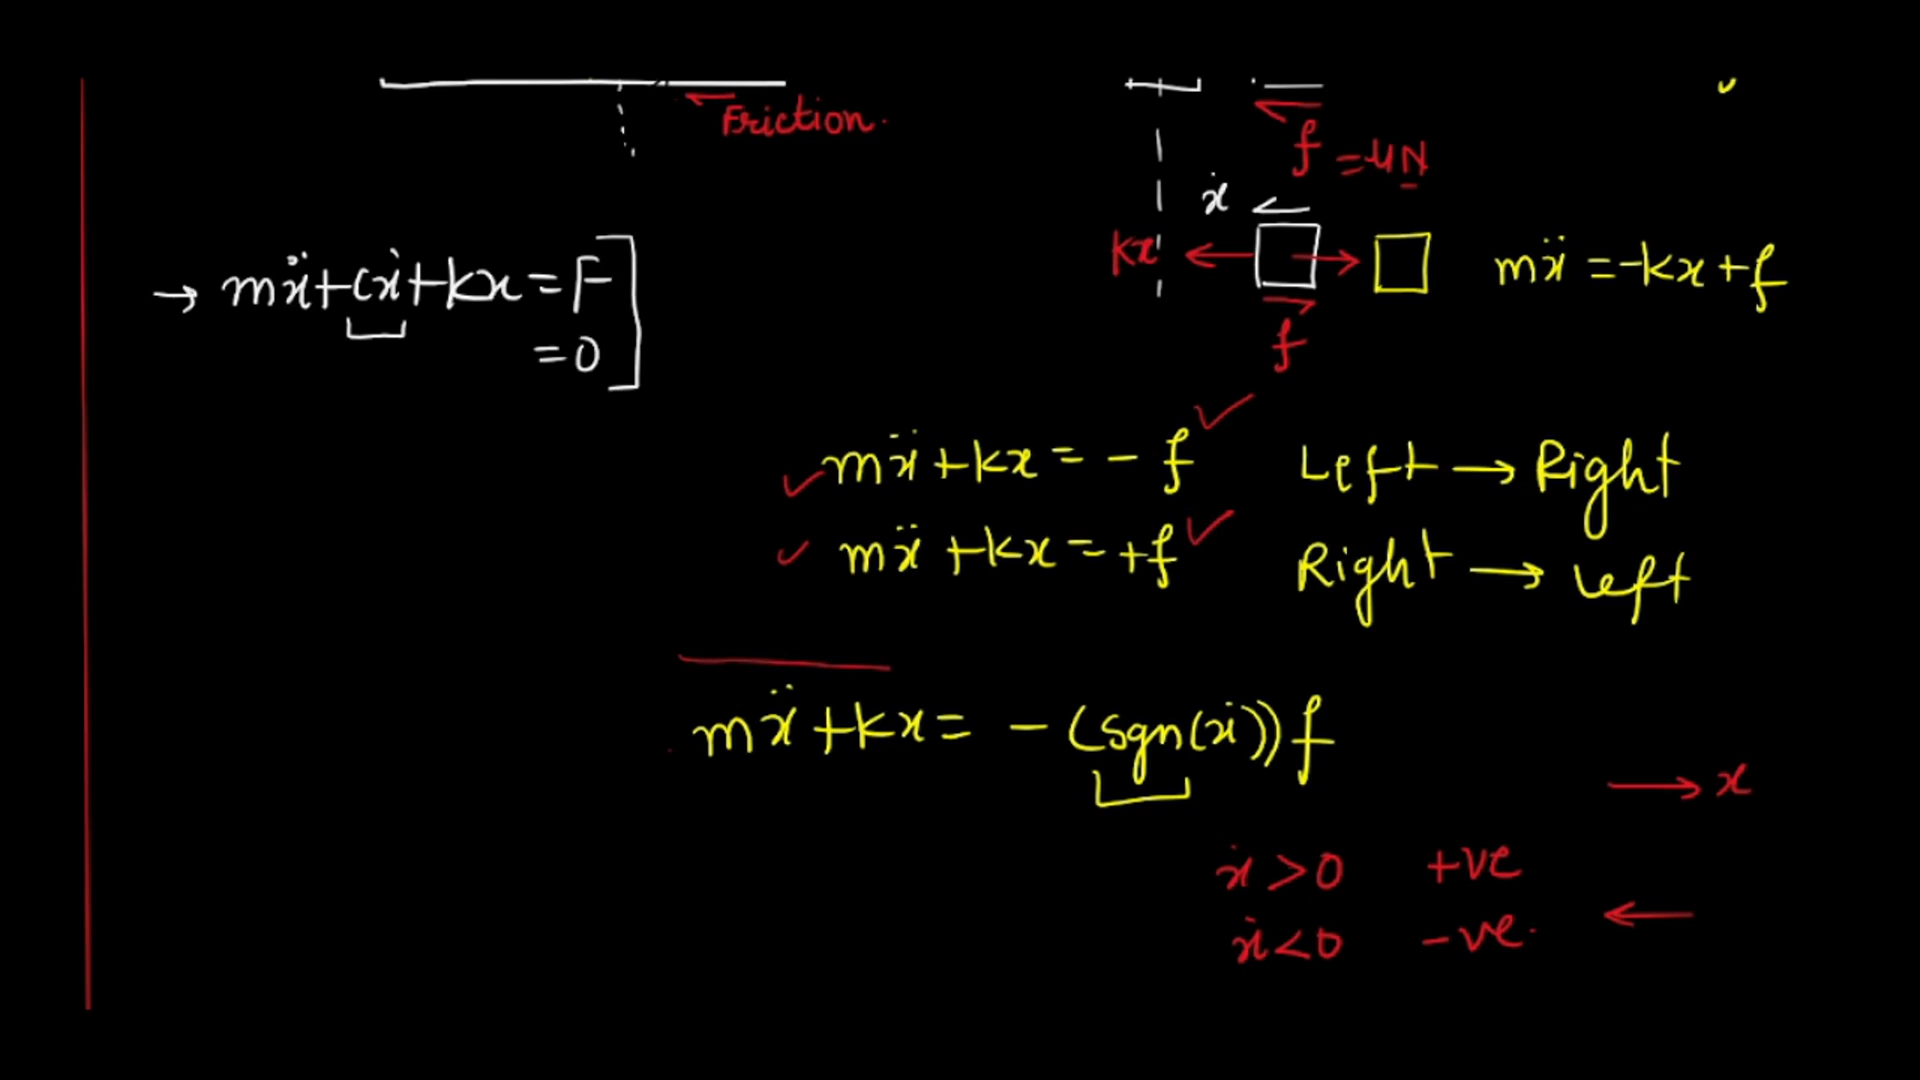 Friction.
f = μN
ẋ
kx
mẍ = -kx + f
f
→ mẍ + cẋ + kx = F
= 0
mẍ + kx = - f Left → Right
mẍ + kx = + f Right → Left
mẍ + kx = - (sgn(ẋ)) f
→ x
ẋ > 0 +ve
ẋ < 0 -ve.